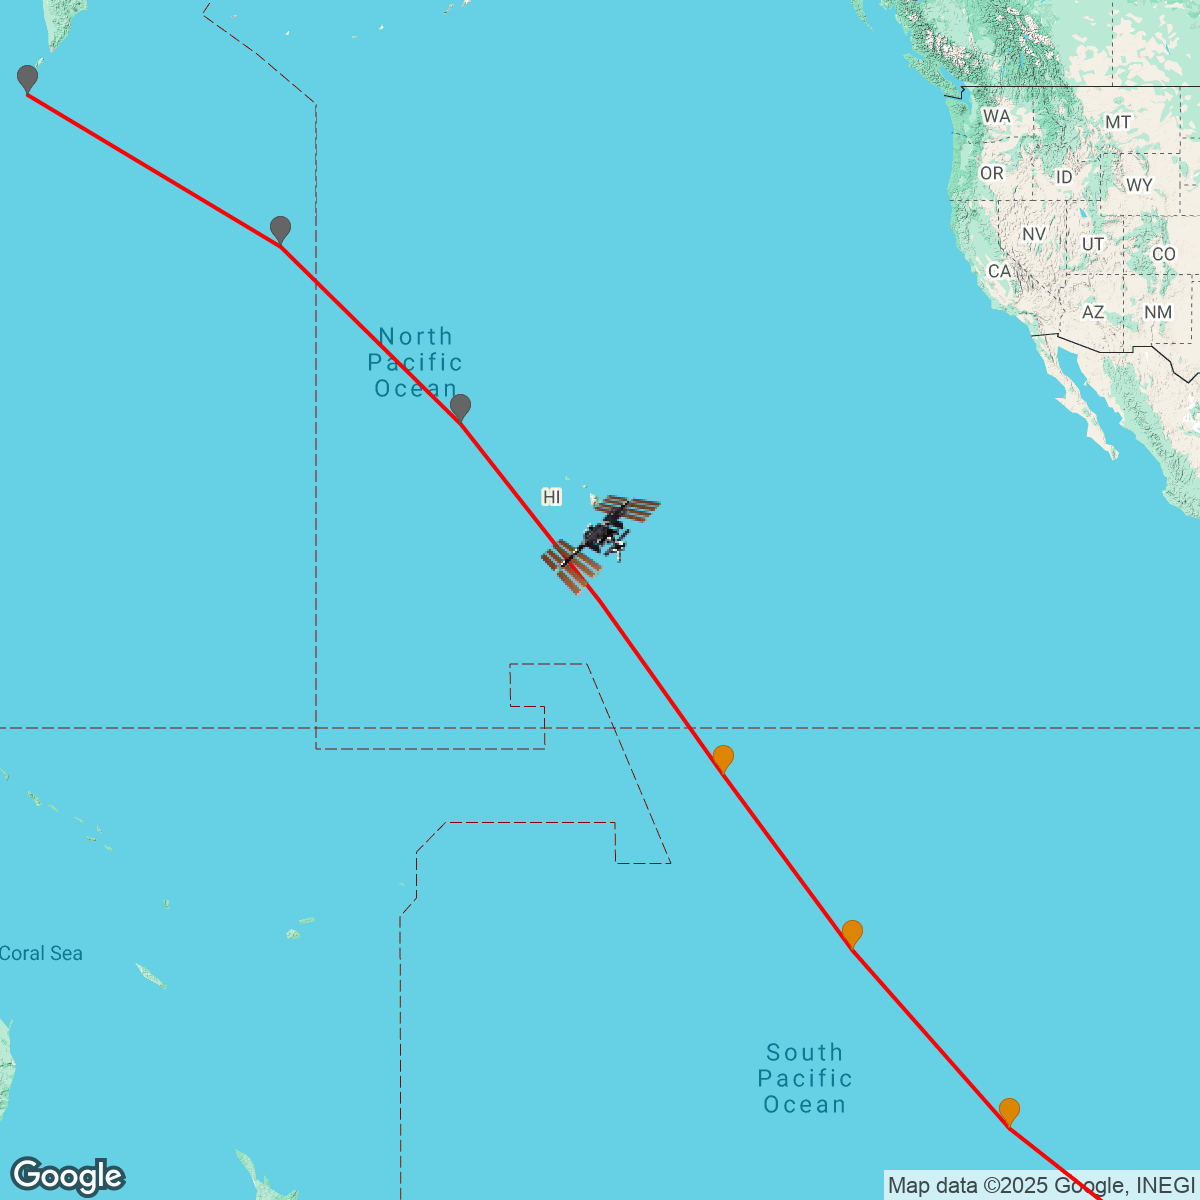 WA
MT
OR
ID
WY
NV
UT
CO
CA
AZ
NM
North
Pacific
Ocean
HI
Coral Sea
South
Pacific
Ocean
Google
Map data ©2025 Google, INEGI